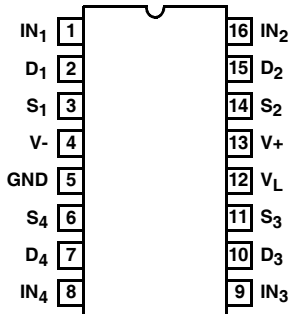 IN1 1 16 IN2
D1 2 15 D2
S1 3 14 S2
V- 4 13 V+
GND 5 12 VL
S4 6 11 S3
D4 7 10 D3
IN4 8 9 IN3